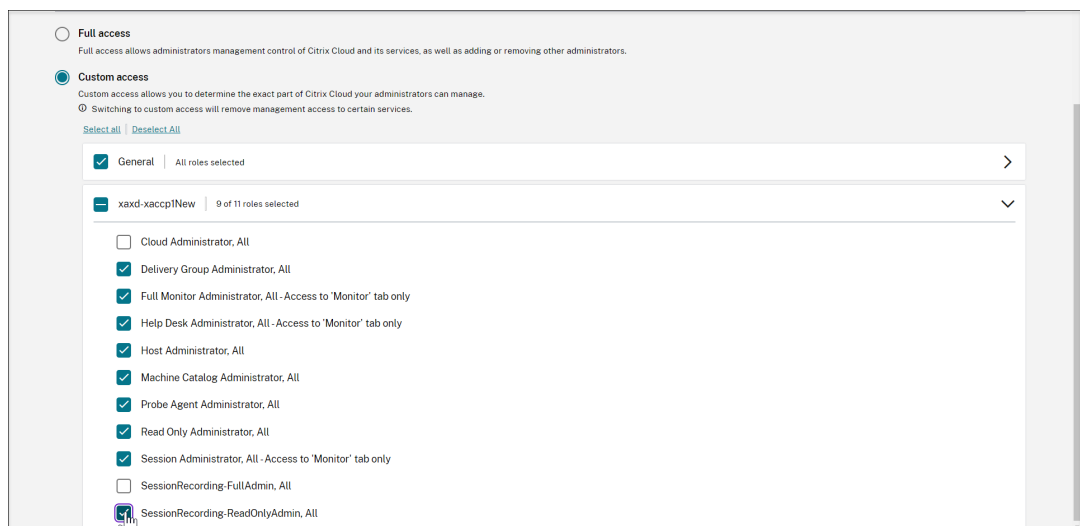 Full access
Full access allows administrators management control of Citrix Cloud and its services, as well as adding or removing other administrators.
Custom access
Custom access allows you to determine the exact part of Citrix Cloud your administrators can manage.
Switching to custom access will remove management access to certain services.
Select all | Deselect All
General | All roles selected
xaxd-xaccp1New | 9 of 11 roles selected
Cloud Administrator, All
Delivery Group Administrator, All
Full Monitor Administrator, All - Access to 'Monitor' tab only
Help Desk Administrator, All - Access to 'Monitor' tab only
Host Administrator, All
Machine Catalog Administrator, All
Probe Agent Administrator, All
Read Only Administrator, All
Session Administrator, All - Access to 'Monitor' tab only
SessionRecording-FullAdmin, All
SessionRecording-ReadOnlyAdmin, All